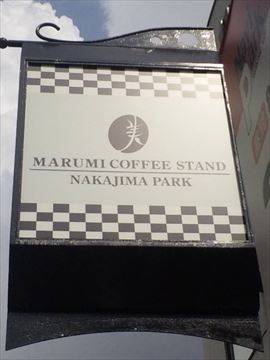 美
MARUMI COFFEE STAND
NAKAJIMA PARK